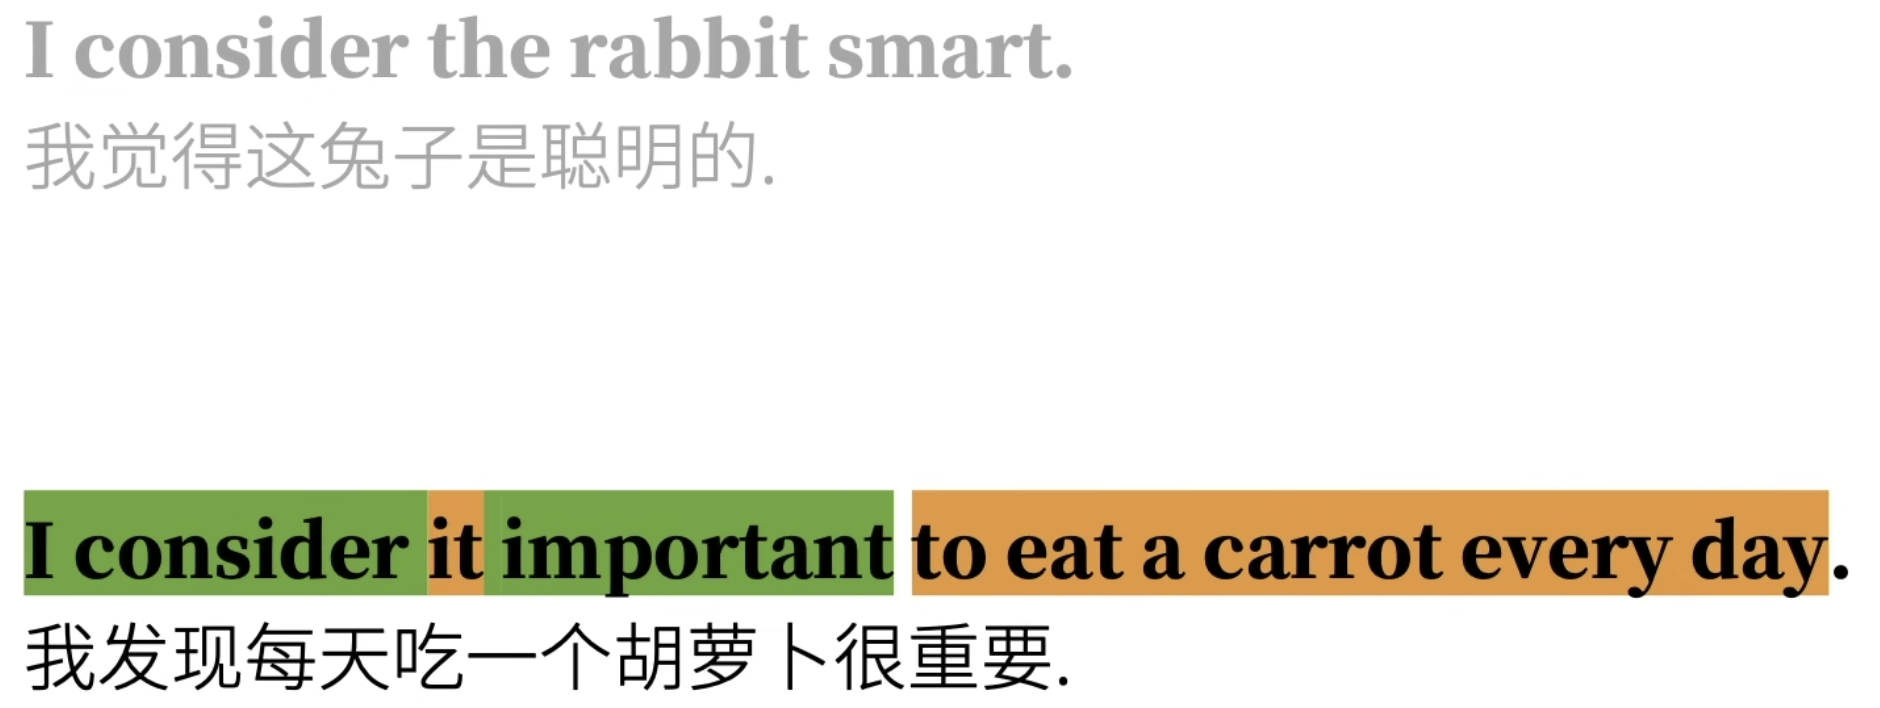 I consider the rabbit smart.
我觉得这兔子是聪明的.
I consider it important to eat a carrot every day.
我发现每天吃一个胡萝卜很重要.